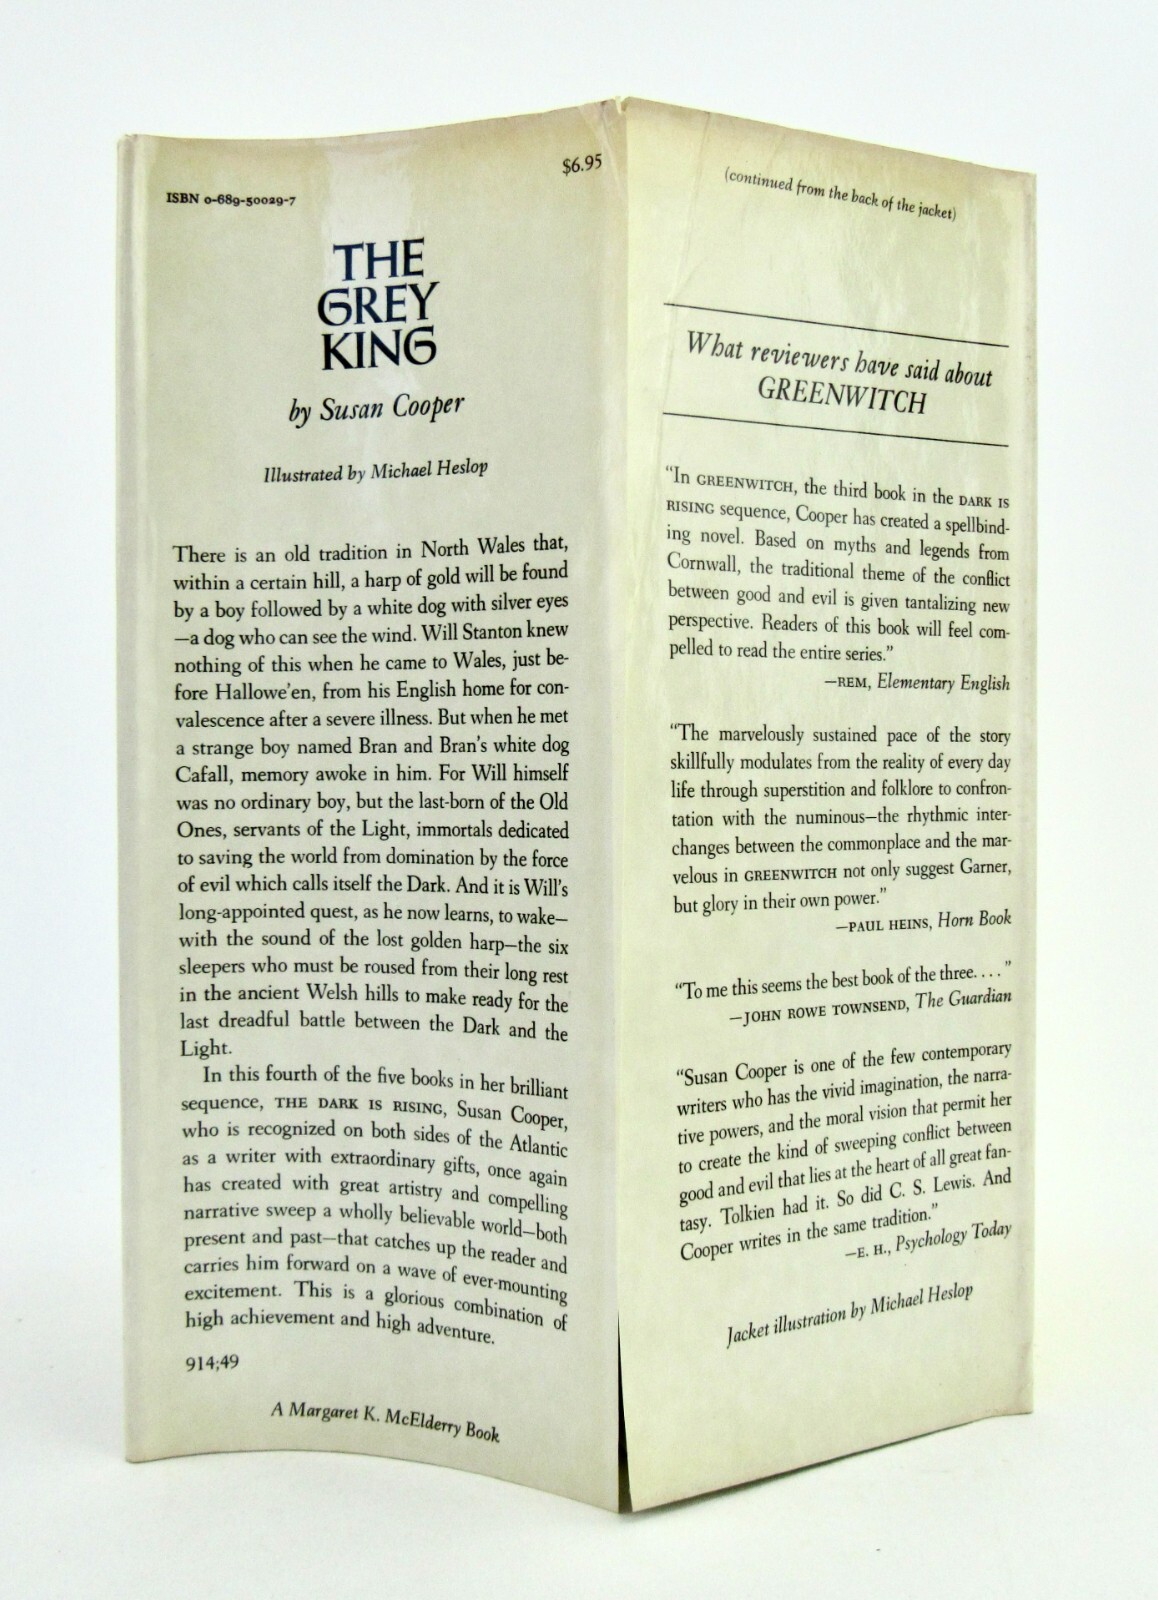 $6.95
ISBN 0-689-50029-7
THE
GREY
KING
by Susan Cooper
Illustrated by Michael Heslop
There is an old tradition in North Wales that,
within a certain hill, a harp of gold will be found
by a boy followed by a white dog with silver eyes
—a dog who can see the wind. Will Stanton knew
nothing of this when he came to Wales, just be-
fore Hallowe'en, from his English home for con-
valescence after a severe illness. But when he met
a strange boy named Bran and Bran's white dog
Cafall, memory awoke in him. For Will himself
was no ordinary boy, but the last-born of the Old
Ones, servants of the Light, immortals dedicated
to saving the world from domination by the force
of evil which calls itself the Dark. And it is Will's
long-appointed quest, as he now learns, to wake—
with the sound of the lost golden harp—the six
sleepers who must be roused from their long rest
in the ancient Welsh hills to make ready for the
last dreadful battle between the Dark and the
Light.
In this fourth of the five books in her brilliant
sequence, THE DARK IS RISING, Susan Cooper,
who is recognized on both sides of the Atlantic
as a writer with extraordinary gifts, once again
has created with great artistry and compelling
narrative sweep a wholly believable world—both
present and past—that catches up the reader and
carries him forward on a wave of ever-mounting
excitement. This is a glorious combination of
high achievement and high adventure.
914;49
A Margaret K. McElderry Book
(continued from the back of the jacket)
What reviewers have said about
GREENWITCH
"In GREENWITCH, the third book in the DARK IS
RISING sequence, Cooper has created a spellbind-
ing novel. Based on myths and legends from
Cornwall, the traditional theme of the conflict
between good and evil is given tantalizing new
perspective. Readers of this book will feel com-
pelled to read the entire series."
—REM, Elementary English
"The marvelously sustained pace of the story
skillfully modulates from the reality of every day
life through superstition and folklore to confron-
tation with the numinous—the rhythmic inter-
changes between the commonplace and the mar-
velous in GREENWITCH not only suggest Garner,
but glory in their own power."
—PAUL HEINS, Horn Book
"To me this seems the best book of the three. . . ."
—JOHN ROWE TOWNSEND, The Guardian
"Susan Cooper is one of the few contemporary
writers who has the vivid imagination, the narra-
tive powers, and the moral vision that permit her
to create the kind of sweeping conflict between
good and evil that lies at the heart of all great fan-
tasy. Tolkien had it. So did C. S. Lewis. And
Cooper writes in the same tradition."
—E. H., Psychology Today
Jacket illustration by Michael Heslop